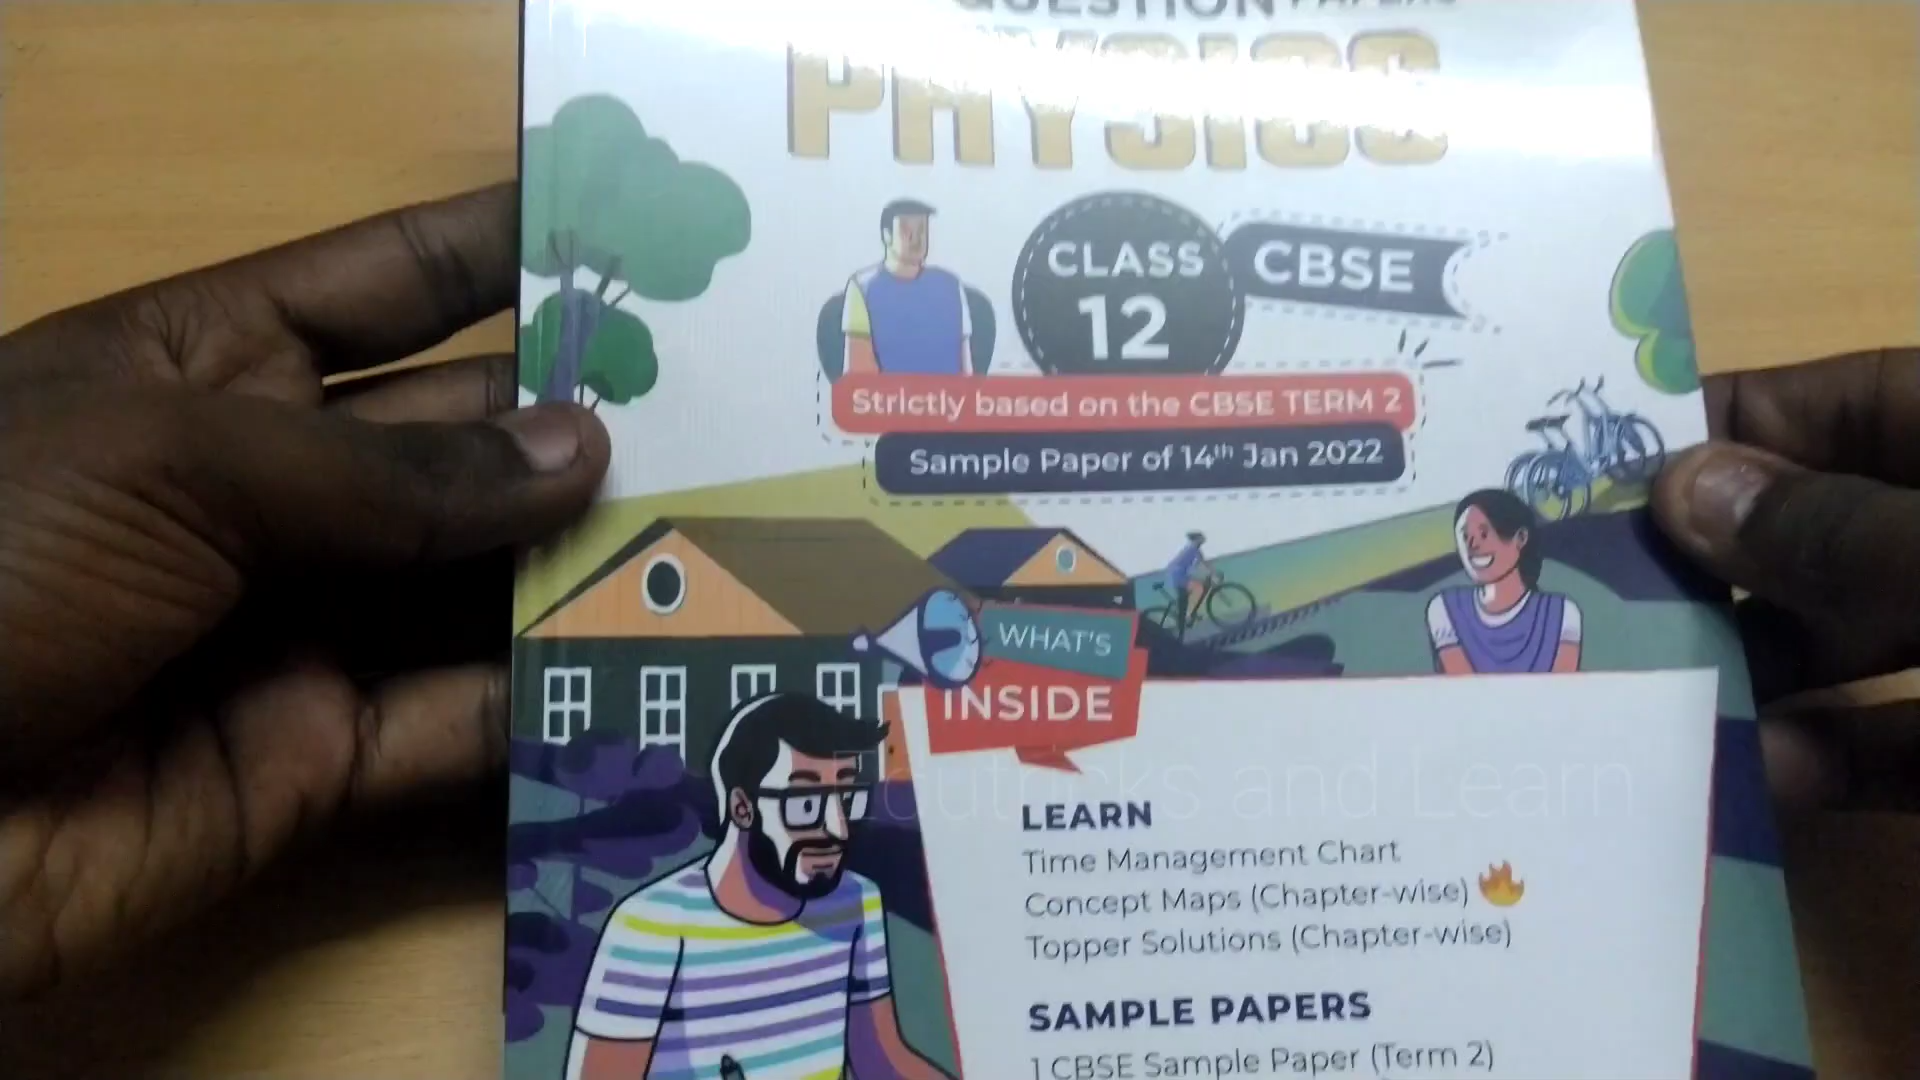 QUESTION PAPERS
PHYSICS
CLASS
12
CBSE
Strictly based on the CBSE TERM 2
Sample Paper of 14th Jan 2022
WHAT'S
INSIDE
Edutricks and Learn
LEARN
Time Management Chart
Concept Maps (Chapter-wise)
Topper Solutions (Chapter-wise)
SAMPLE PAPERS
1 CBSE Sample Paper (Term 2)